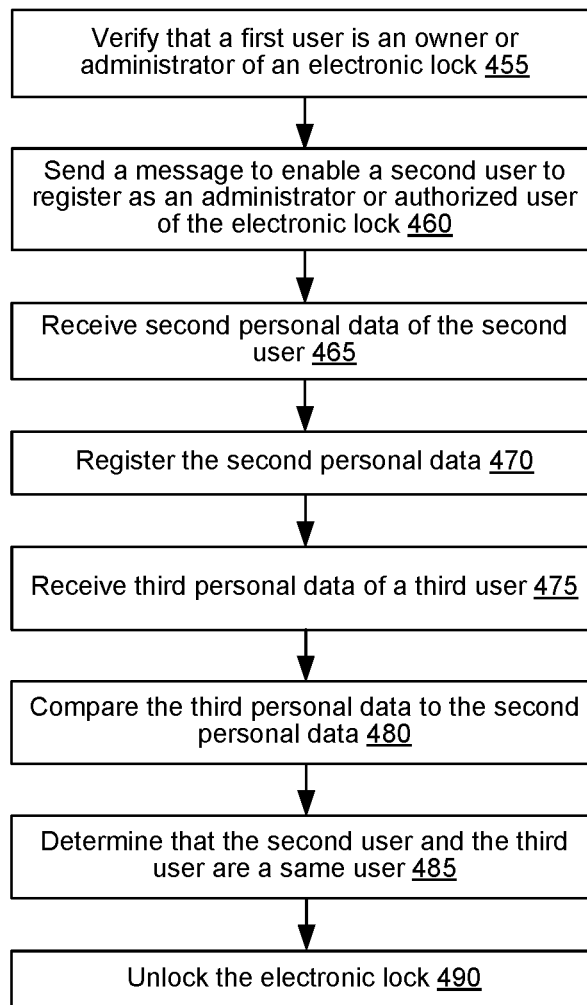 Verify that a first user is an owner or
administrator of an electronic lock 455
Send a message to enable a second user to
register as an administrator or authorized user
of the electronic lock 460
Receive second personal data of the second
user 465
Register the second personal data 470
Receive third personal data of a third user 475
Compare the third personal data to the second
personal data 480
Determine that the second user and the third
user are a same user 485
Unlock the electronic lock 490